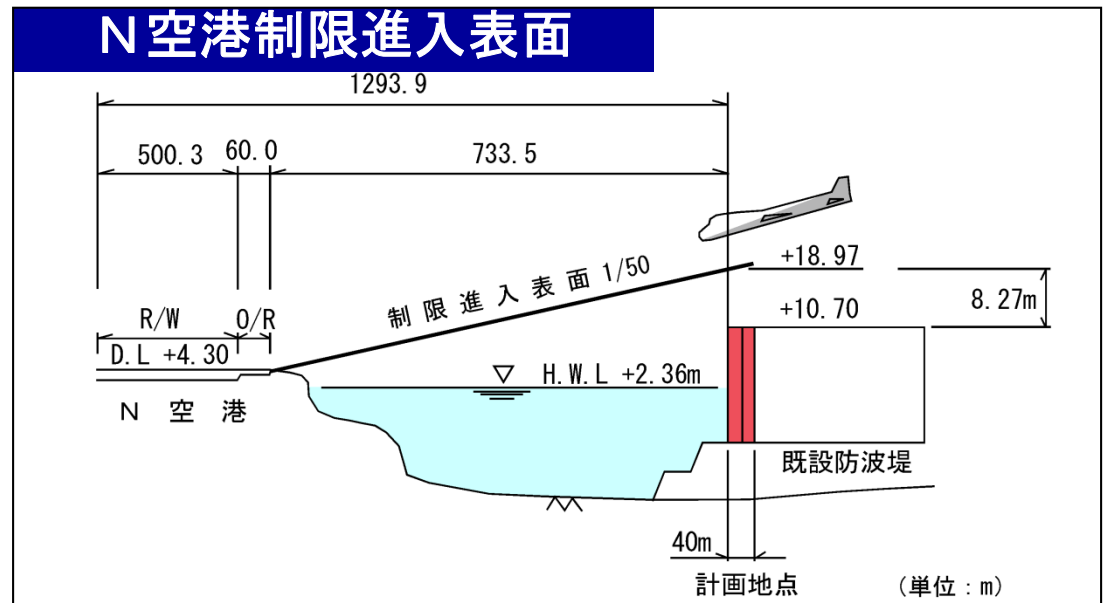 N空港制限進入表面
1293.9
500.3 60.0 733.5
制限進入表面 1/50
+18.97
8.27m
+10.70
R/W O/R
D.L +4.30
H.W.L +2.36m
N 空 港
既設防波堤
40m
計画地点 (単位:m)